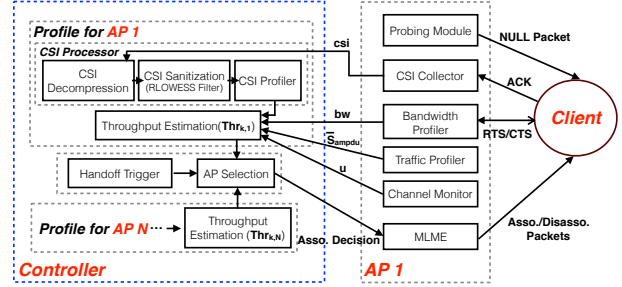 Profile for AP 1
CSI Processor
CSI Decompression
CSI Sanitization (RLOWESS Filter)
CSI Profiler
Throughput Estimation(Thrk,1)
Handoff Trigger
AP Selection
Profile for AP N ···
Throughput Estimation (Thrk,N)
Controller
csi
bw
S̅ampdu
u
Asso. Decision
Probing Module
CSI Collector
Bandwidth Profiler
Traffic Profiler
Channel Monitor
MLME
AP 1
NULL Packet
ACK
RTS/CTS
Client
Asso./Disasso. Packets